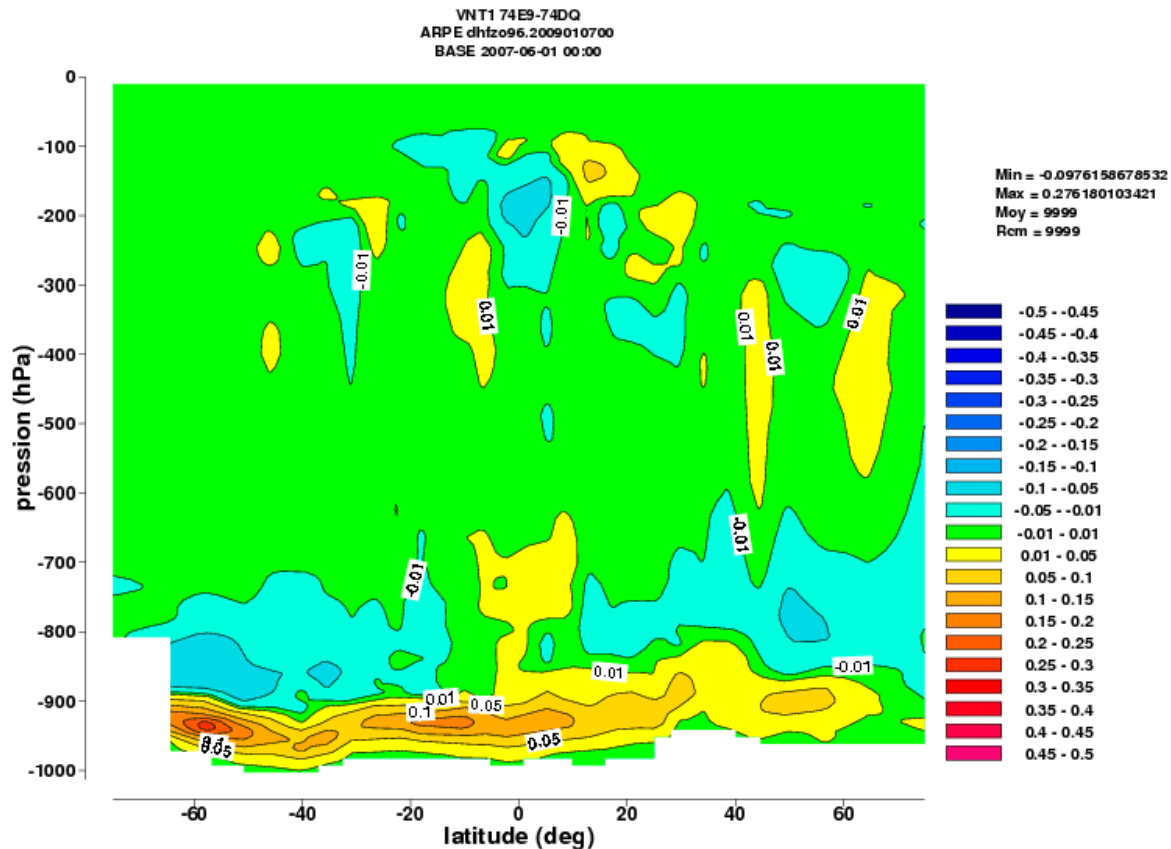 VNT1 74E9-74DQ
ARPE dhfzo96.2009010700
BASE 2007-06-01 00:00
0
-100
-200
-300
-400
-500
-600
-700
-800
-900
-1000
pression (hPa)
-0.01
-0.01
0.01
0.01
0.01
0.01
-0.01
-0.01
0.01
-0.01
0.01
0.05
0.1
0.05
0.1
0.05
-60
-40
-20
0
20
40
60
latitude (deg)
Min = -0.0976158678532
Max = 0.276180103421
Moy = 9999
Rcm = 9999
-0.5 - -0.45
-0.45 - -0.4
-0.4 - -0.35
-0.35 - -0.3
-0.3 - -0.25
-0.25 - -0.2
-0.2 - -0.15
-0.15 - -0.1
-0.1 - -0.05
-0.05 - -0.01
-0.01 - 0.01
0.01 - 0.05
0.05 - 0.1
0.1 - 0.15
0.15 - 0.2
0.2 - 0.25
0.25 - 0.3
0.3 - 0.35
0.35 - 0.4
0.4 - 0.45
0.45 - 0.5